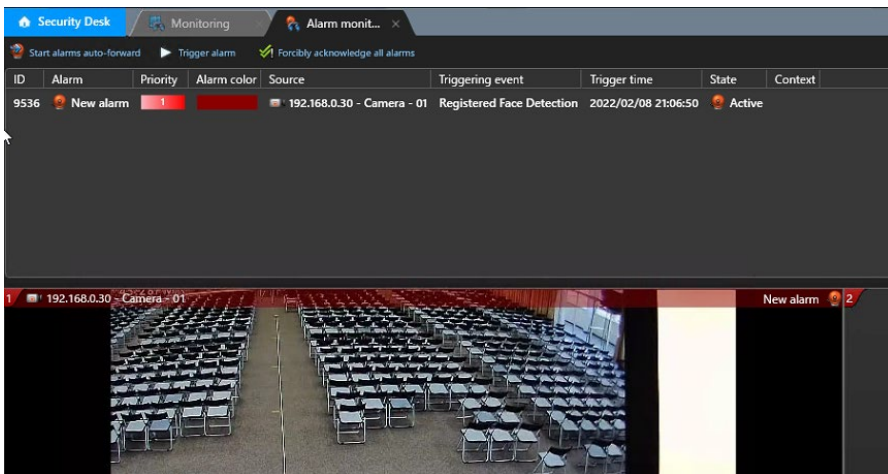 Security Desk Monitoring Alarm monit...
Start alarms auto-forward Trigger alarm Forcibly acknowledge all alarms
ID Alarm Priority Alarm color Source Triggering event Trigger time State Context
9536 New alarm 1 192.168.0.30 - Camera - 01 Registered Face Detection 2022/02/08 21:06:50 Active
1 192.168.0.30 - Camera - 01 New alarm 2